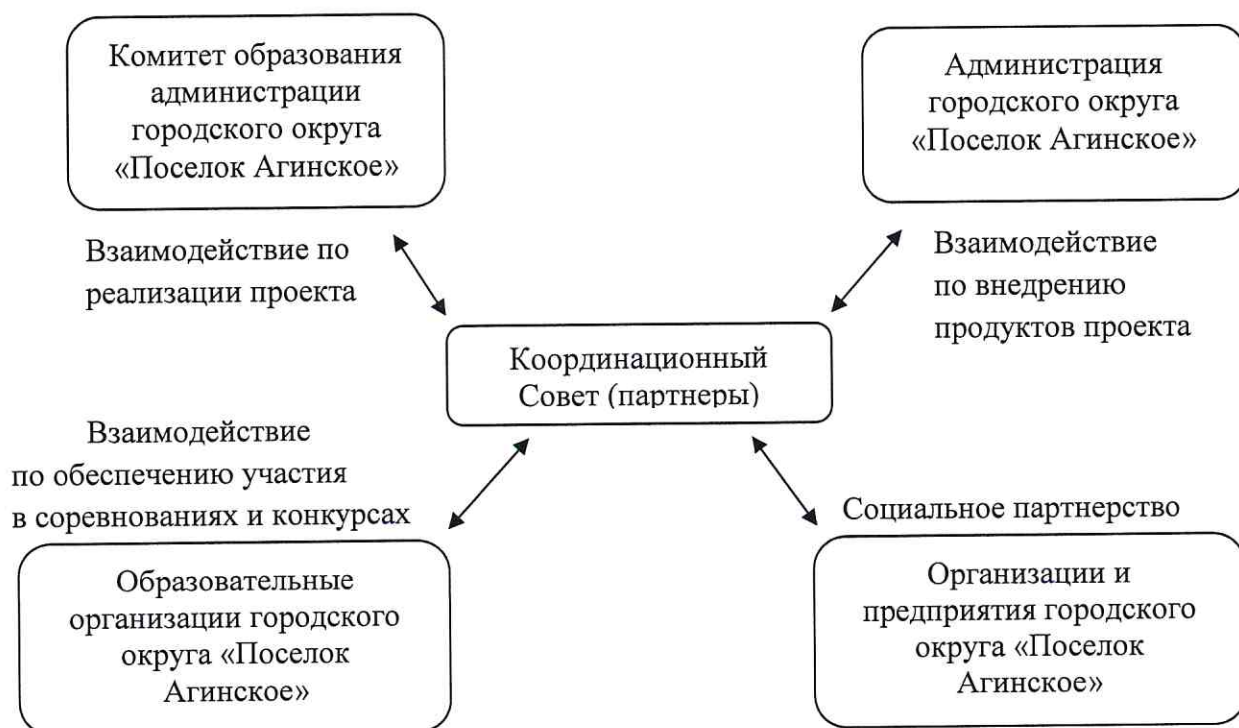 Комитет образования
администрации
городского округа
«Поселок Агинское»
Администрация
городского округа
«Поселок Агинское»
Взаимодействие по
реализации проекта
Взаимодействие
по внедрению
продуктов проекта
Координационный
Совет (партнеры)
Взаимодействие
по обеспечению участия
в соревнованиях и конкурсах
Социальное партнерство
Образовательные
организации городского
округа «Поселок
Агинское»
Организации и
предприятия городского
округа «Поселок
Агинское»